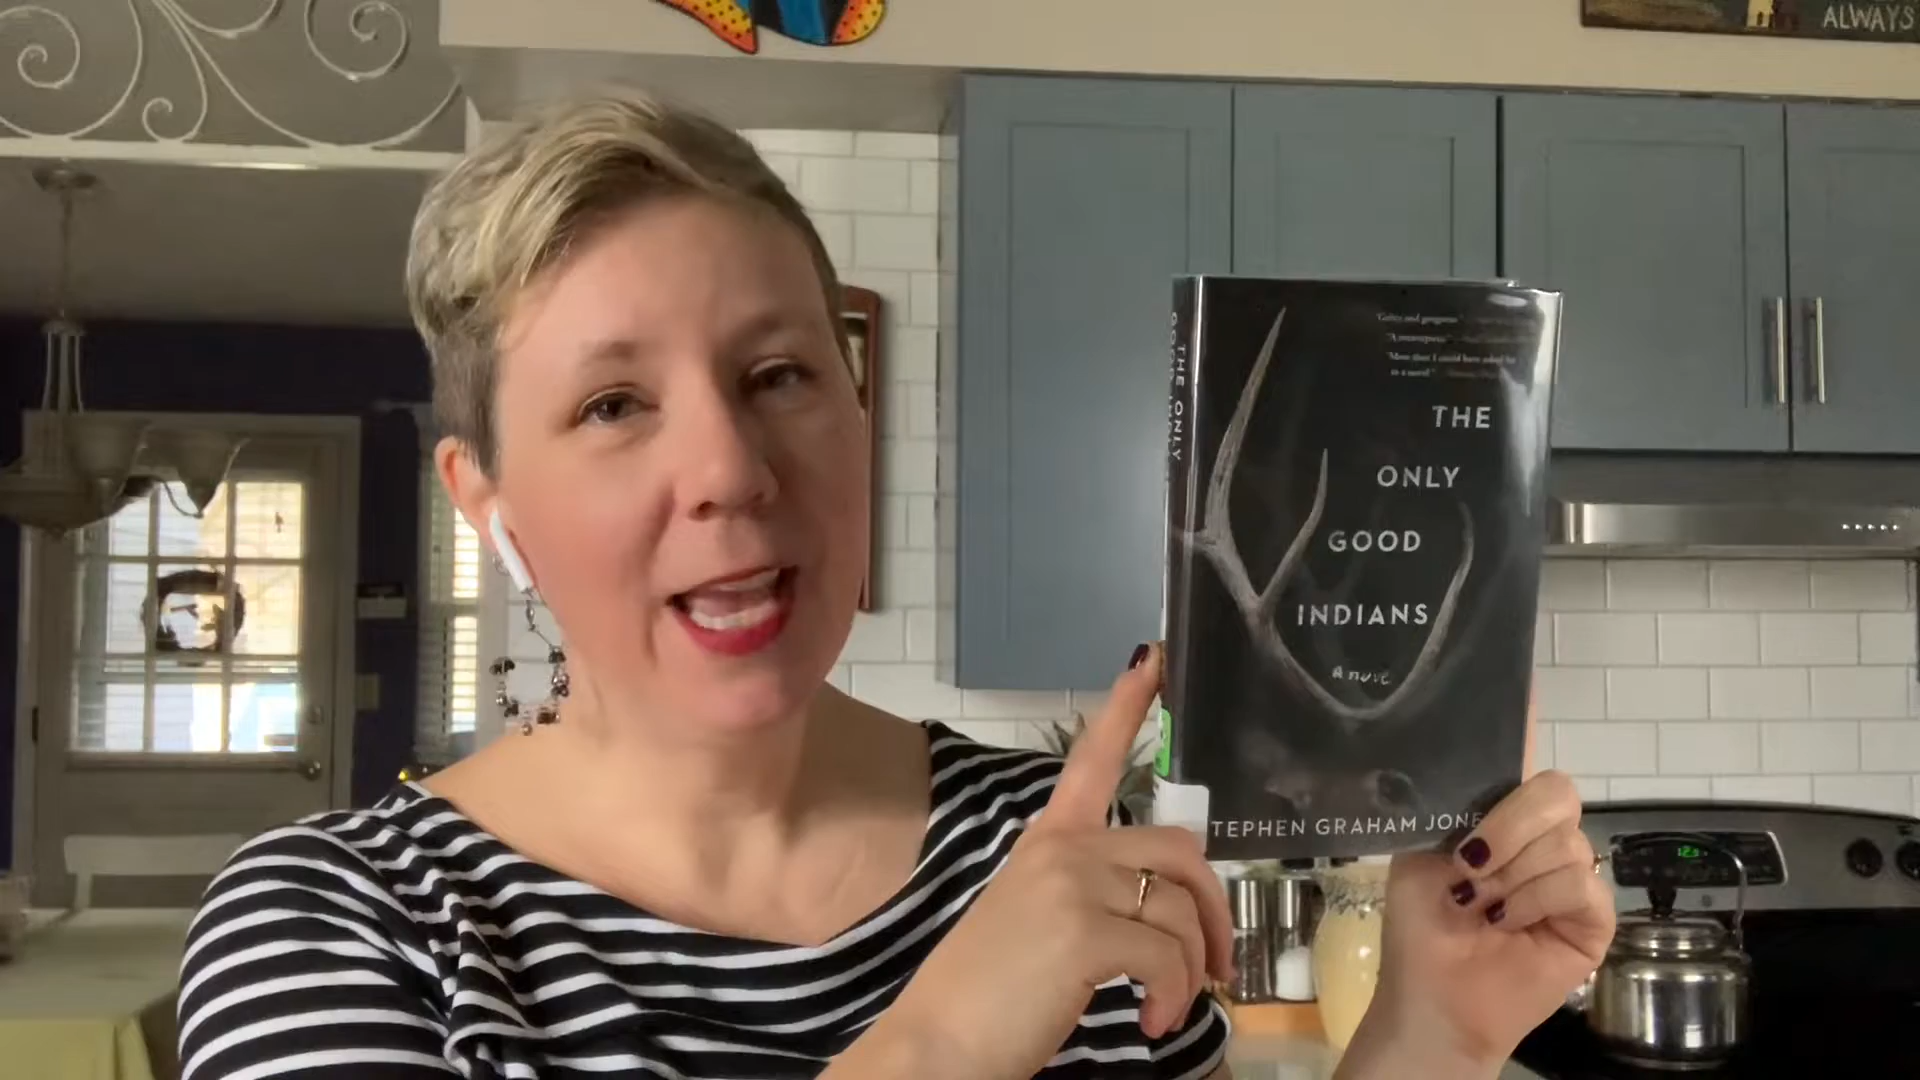 ALWAYS
"Gritty and gorgeous."
"A masterpiece."
"More than I could have asked for
in a novel."
THE
ONLY
GOOD
INDIANS
A novel
TEPHEN GRAHAM JONE
THE ONLY